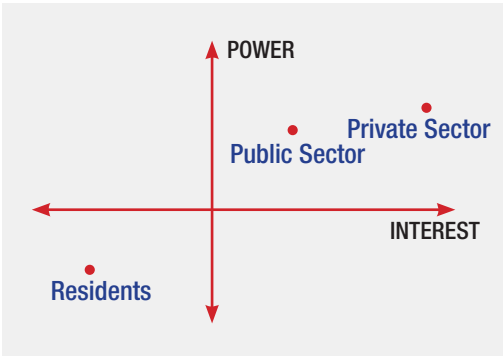 POWER
Private Sector
Public Sector
INTEREST
Residents